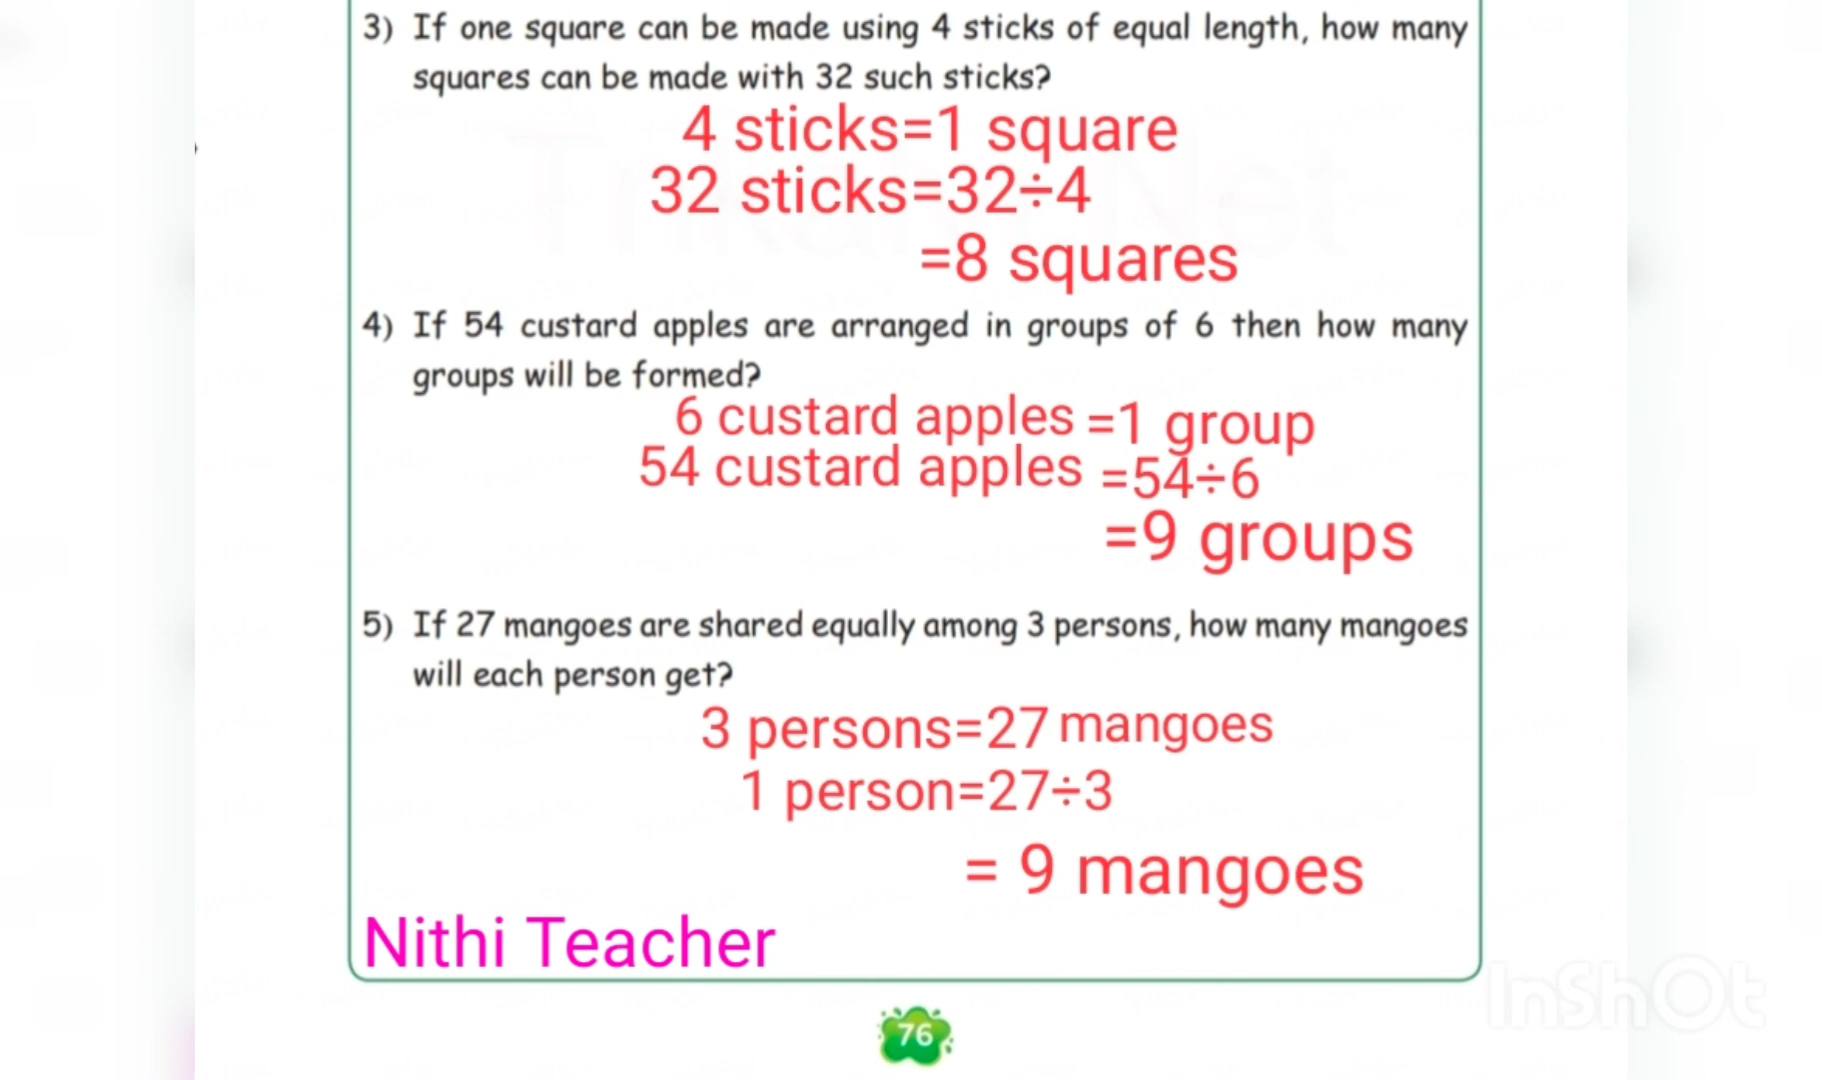 3) If one square can be made using 4 sticks of equal length, how many
squares can be made with 32 such sticks?
4 sticks=1 square
32 sticks=32÷4
=8 squares
4) If 54 custard apples are arranged in groups of 6 then how many
groups will be formed?
6 custard apples =1 group
54 custard apples =54÷6
=9 groups
5) If 27 mangoes are shared equally among 3 persons, how many mangoes
will each person get?
3 persons=27 mangoes
1 person=27÷3
= 9 mangoes
Nithi Teacher
InShOt
76